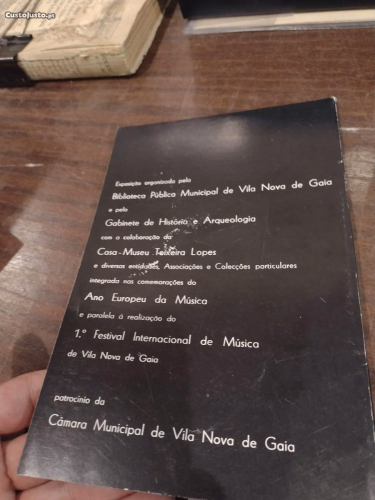 CustoJusto.pt
Exposição organizada pela
Biblioteca Pública Municipal de Vila Nova de Gaia
e pelo
Gabinete de História e Arqueologia
com a colaboração da
Casa-Museu Teixeira Lopes
e diversas entidades, Associações e Colecções particulares
integrada nas comemorações do
Ano Europeu da Música
e paralela à realização do
1.º Festival Internacional de Música
de Vila Nova de Gaia
patrocínio da
Câmara Municipal de Vila Nova de Gaia